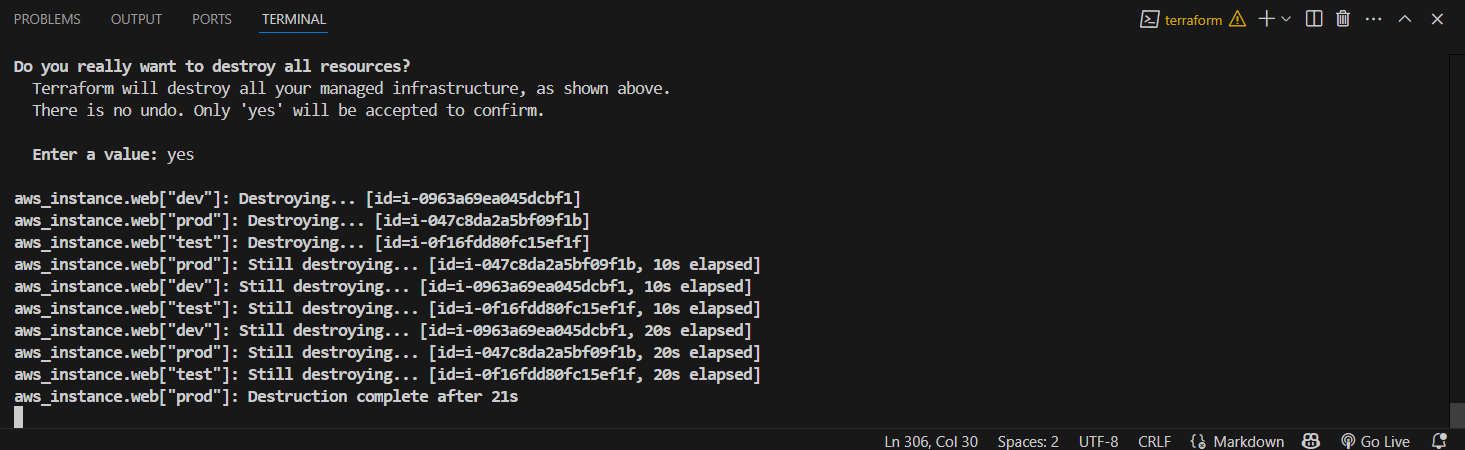 PROBLEMS OUTPUT PORTS TERMINAL terraform
Do you really want to destroy all resources?
Terraform will destroy all your managed infrastructure, as shown above.
There is no undo. Only 'yes' will be accepted to confirm.
Enter a value: yes
aws_instance.web["dev"]: Destroying... [id=i-0963a69ea045dcbf1]
aws_instance.web["prod"]: Destroying... [id=i-047c8da2a5bf09f1b]
aws_instance.web["test"]: Destroying... [id=i-0f16fdd80fc15ef1f]
aws_instance.web["prod"]: Still destroying... [id=i-047c8da2a5bf09f1b, 10s elapsed]
aws_instance.web["dev"]: Still destroying... [id=i-0963a69ea045dcbf1, 10s elapsed]
aws_instance.web["test"]: Still destroying... [id=i-0f16fdd80fc15ef1f, 10s elapsed]
aws_instance.web["dev"]: Still destroying... [id=i-0963a69ea045dcbf1, 20s elapsed]
aws_instance.web["prod"]: Still destroying... [id=i-047c8da2a5bf09f1b, 20s elapsed]
aws_instance.web["test"]: Still destroying... [id=i-0f16fdd80fc15ef1f, 20s elapsed]
aws_instance.web["prod"]: Destruction complete after 21s
Ln 306, Col 30 Spaces: 2 UTF-8 CRLF Markdown Go Live